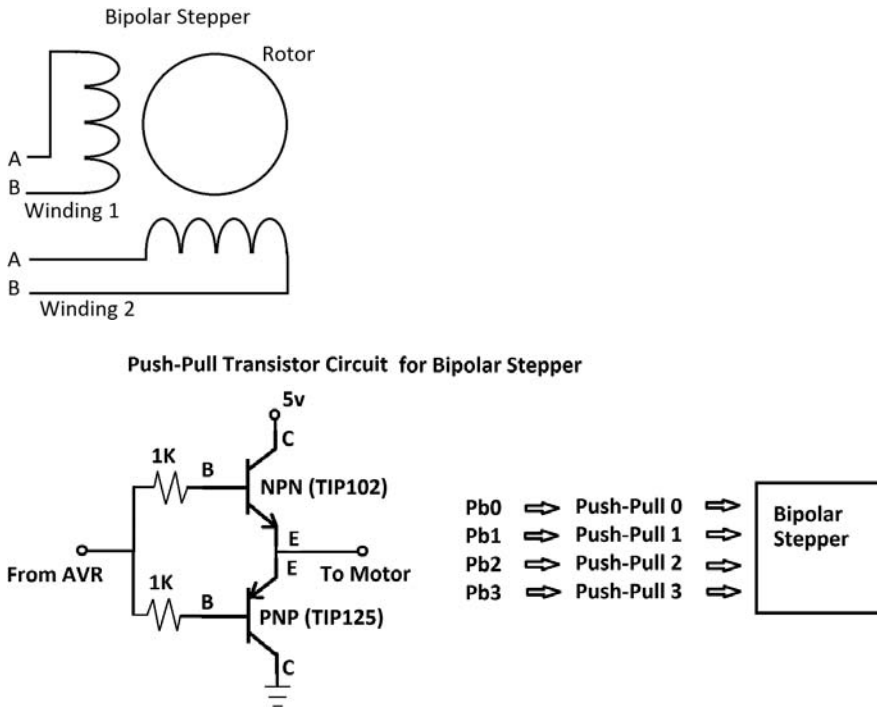 Bipolar Stepper
Rotor
A
B
Winding 1
A
B
Winding 2
Push-Pull Transistor Circuit for Bipolar Stepper
5v
C
1K
B
NPN (TIP102)
E
From AVR
To Motor
E
1K
B
PNP (TIP125)
C
Pb0 Push-Pull 0
Pb1 Push-Pull 1
Pb2 Push-Pull 2
Pb3 Push-Pull 3
Bipolar
Stepper